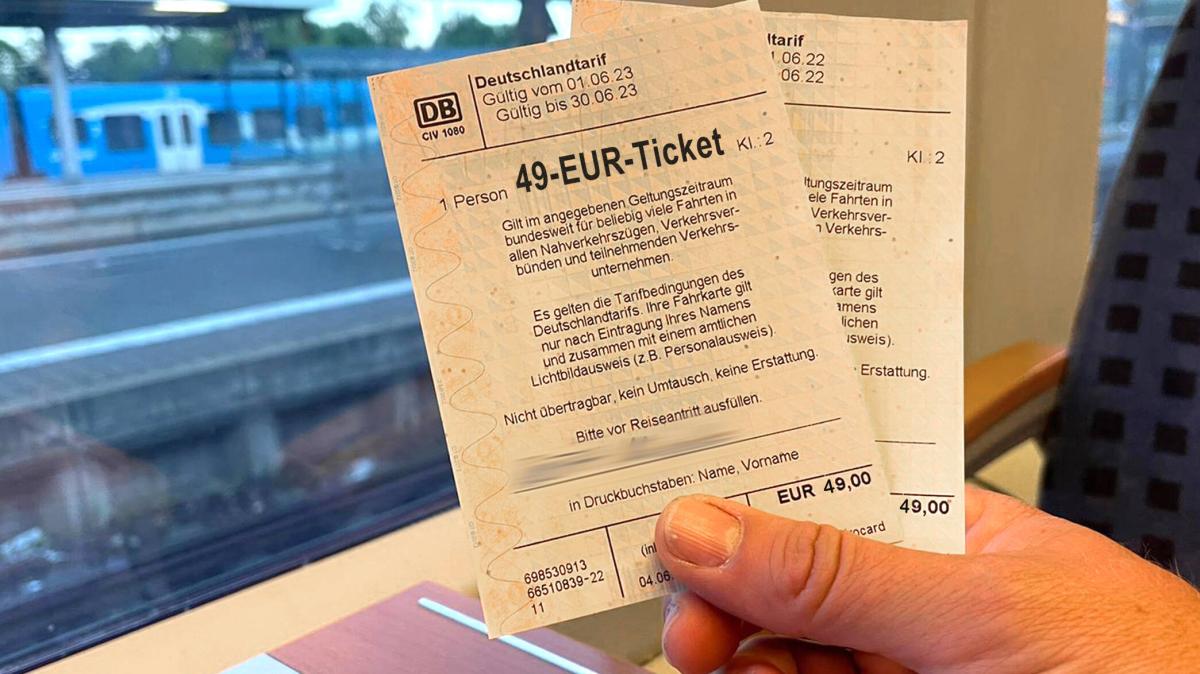 Deutschlandtarif
Gültig vom 01.06.23
Gültig bis 30.06.23
DB
CIV 1080
1 Person 49-EUR-Ticket Kl.: 2
Gilt im angegebenen Geltungszeitraum
bundesweit für beliebig viele Fahrten in
allen Nahverkehrszügen, Verkehrsver-
bünden und teilnehmenden Verkehrs-
unternehmen.
Es gelten die Tarifbedingungen des
Deutschlandtarifs. Ihre Fahrkarte gilt
nur nach Eintragung Ihres Namens
und zusammen mit einem amtlichen
Lichtbildausweis (z.B. Personalausweis).
Nicht übertragbar, kein Umtausch, keine Erstattung.
Bitte vor Reiseantritt ausfüllen.
in Druckbuchstaben: Name, Vorname
EUR 49,00
698530913
66510839-22
11
(inl
04.06
ocard
ltarif
1.06.22
.06.22
Kl.: 2
ltungszeitraum
ele Fahrten in
Verkehrsver-
n Verkehrs-
gen des
karte gilt
amens
lichen
usweis).
Erstattung.
49,00